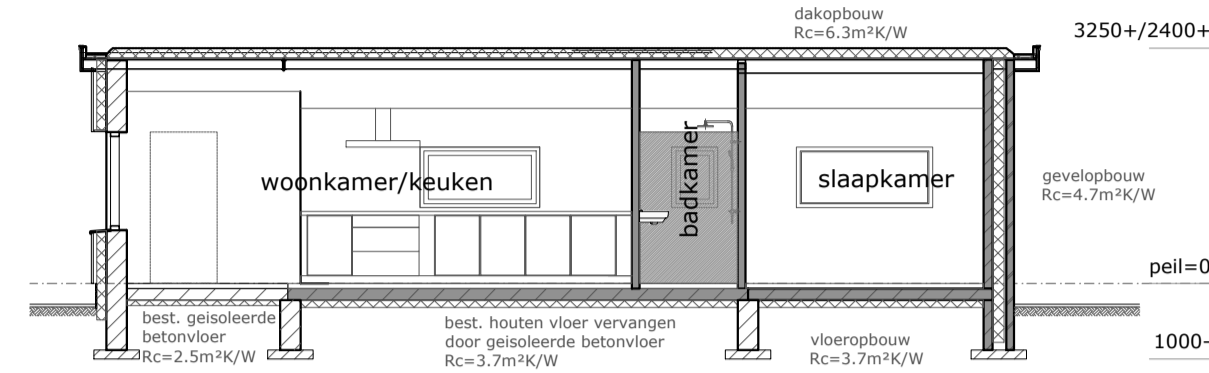 dakopbouw
Rc=6.3m²K/W
3250+/2400+
woonkamer/keuken
badkamer
slaapkamer
gevelopbouw
Rc=4.7m²K/W
peil=0
best. geisoleerde
betonvloer
Rc=2.5m²K/W
best. houten vloer vervangen
door geisoleerde betonvloer
Rc=3.7m²K/W
vloeropbouw
Rc=3.7m²K/W
1000-